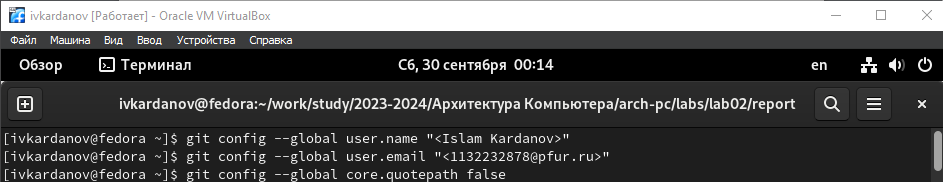 ivkardanov [Работает] - Oracle VM VirtualBox
Файл Машина Вид Ввод Устройства Справка
Обзор Терминал Сб, 30 сентября 00:14 en
ivkardanov@fedora:~/work/study/2023-2024/Архитектура Компьютера/arch-pc/labs/lab02/report
[ivkardanov@fedora ~]$ git config --global user.name "<Islam Kardanov>"
[ivkardanov@fedora ~]$ git config --global user.email "<1132232878@pfur.ru>"
[ivkardanov@fedora ~]$ git config --global core.quotepath false